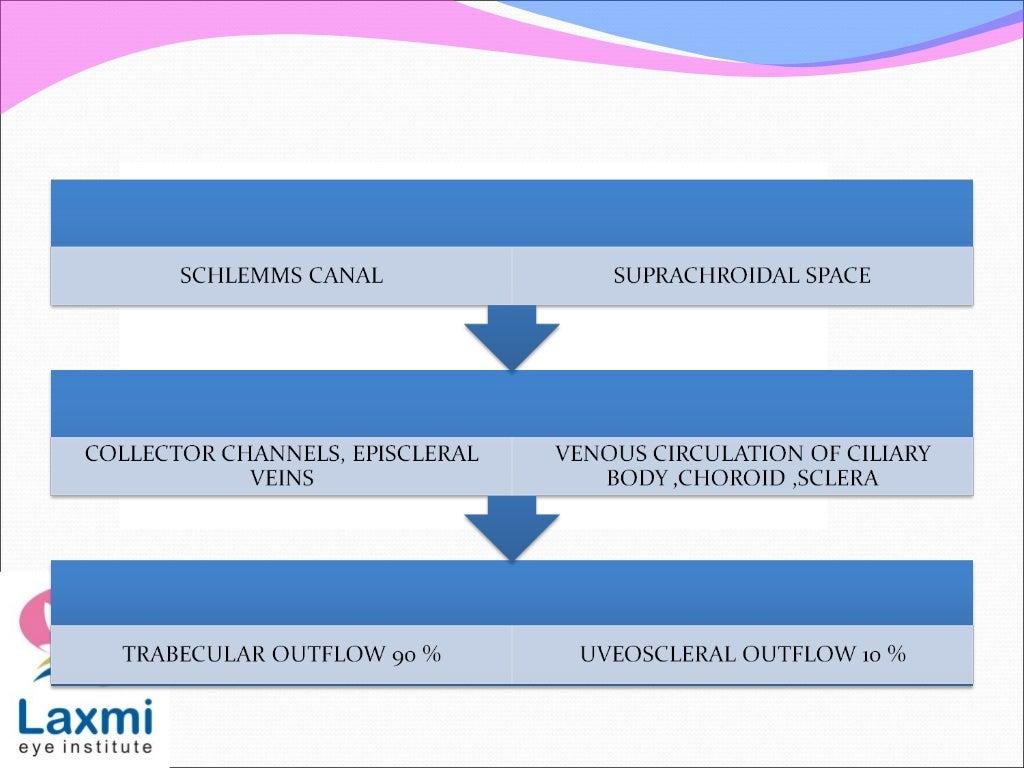 SCHLEMMS CANAL
SUPRACHROIDAL SPACE
COLLECTOR CHANNELS, EPISCLERAL
VEINS
VENOUS CIRCULATION OF CILIARY
BODY ,CHOROID ,SCLERA
TRABECULAR OUTFLOW 90 %
UVEOSCLERAL OUTFLOW 10 %
Laxmi
eye institute